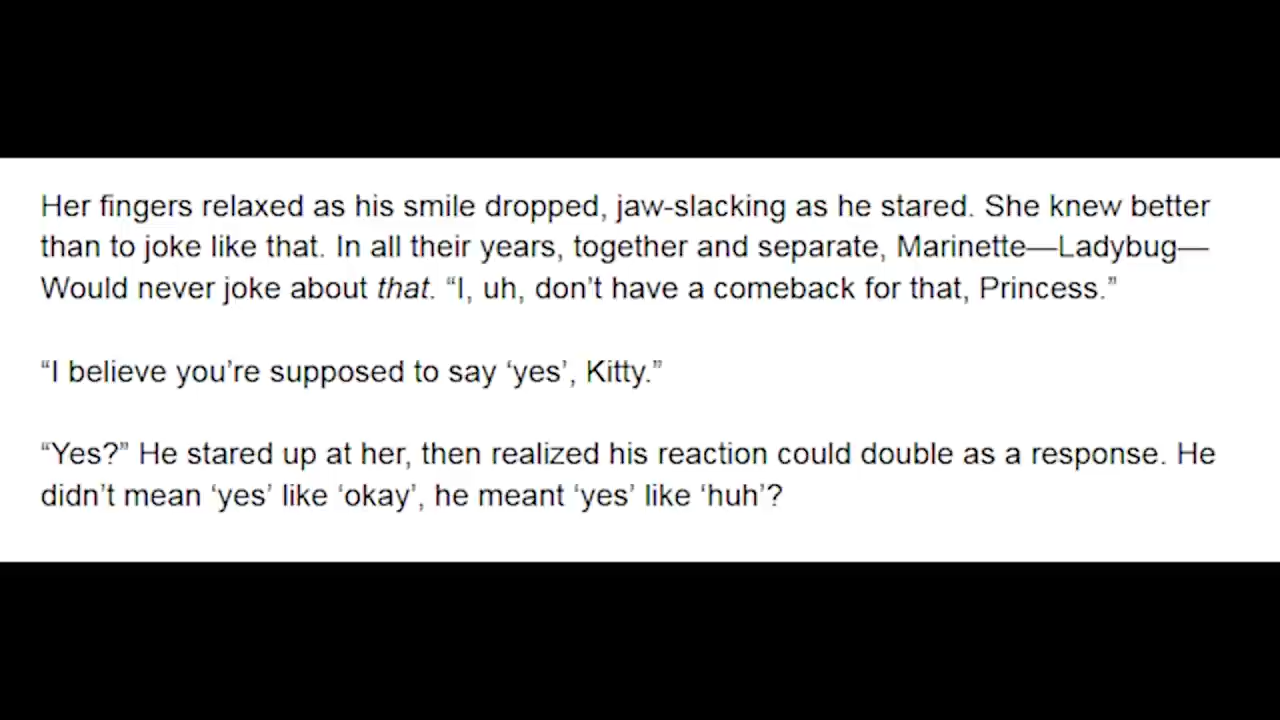 Her fingers relaxed as his smile dropped, jaw-slacking as he stared. She knew better
than to joke like that. In all their years, together and separate, Marinette—Ladybug—
Would never joke about that. “I, uh, don’t have a comeback for that, Princess.”
“I believe you’re supposed to say ‘yes’, Kitty.”
“Yes?” He stared up at her, then realized his reaction could double as a response. He
didn’t mean ‘yes’ like ‘okay’, he meant ‘yes’ like ‘huh’?